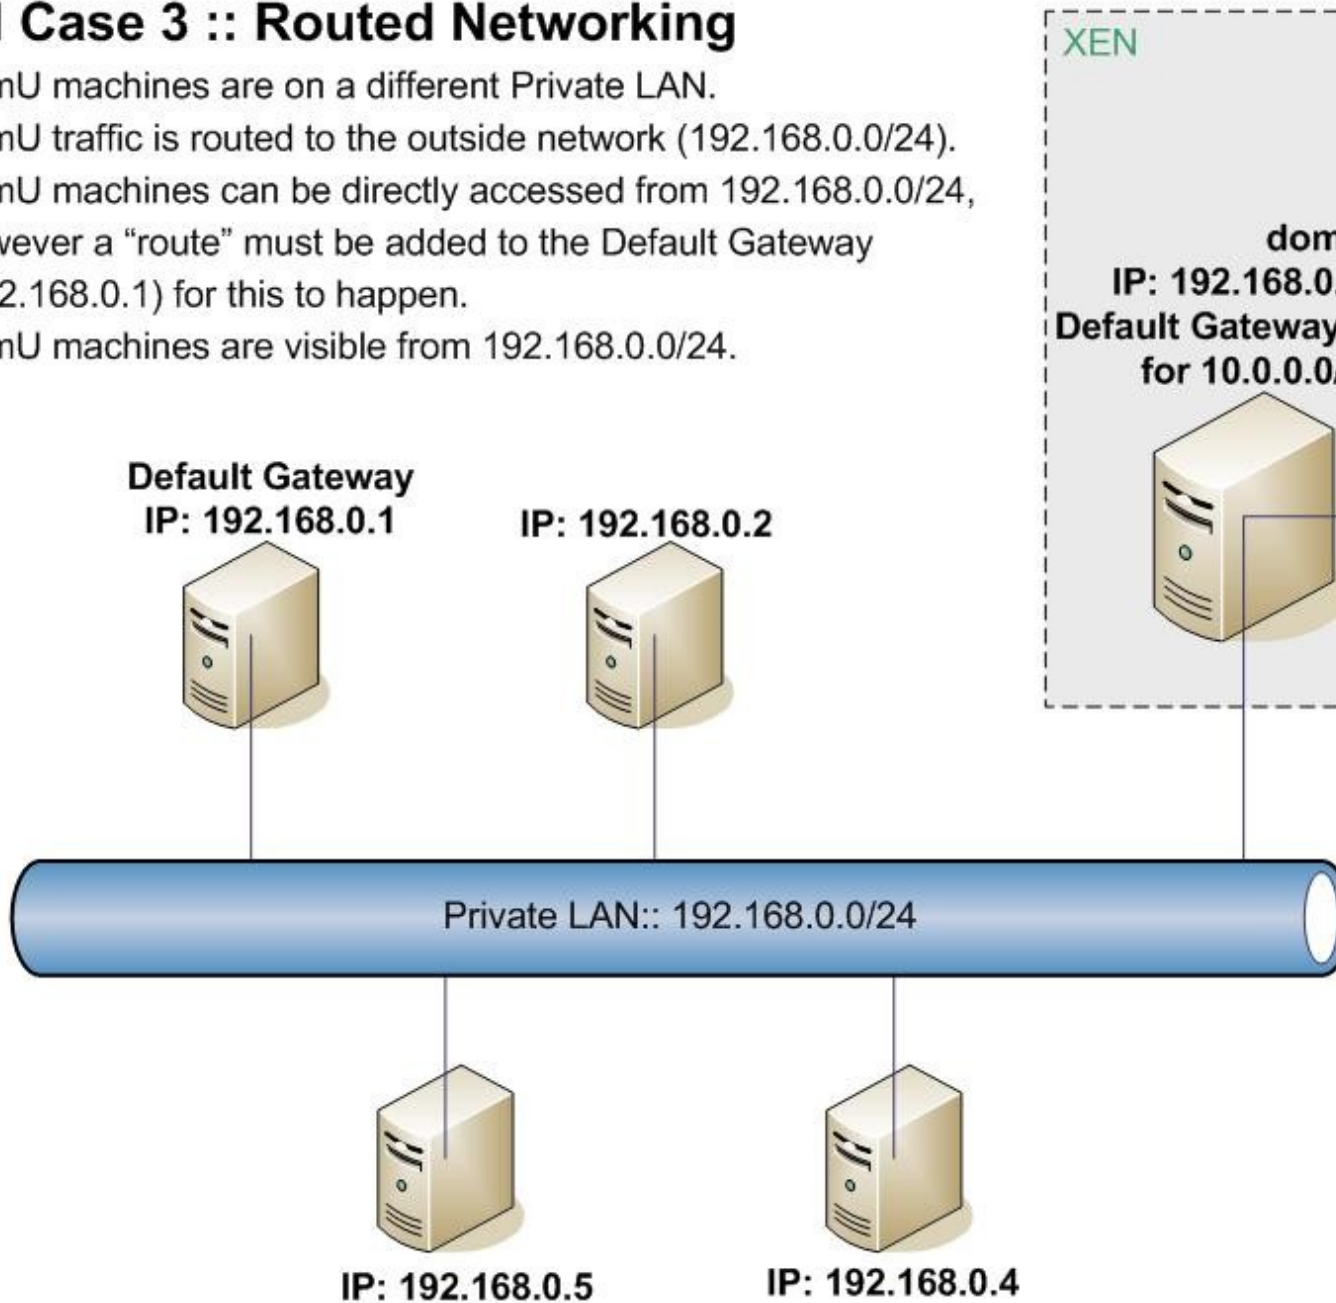 Case 3 :: Routed Networking
mU machines are on a different Private LAN.
mU traffic is routed to the outside network (192.168.0.0/24).
mU machines can be directly accessed from 192.168.0.0/24,
wever a “route” must be added to the Default Gateway
2.168.0.1) for this to happen.
mU machines are visible from 192.168.0.0/24.
XEN
dom
IP: 192.168.0.
Default Gateway
for 10.0.0.0/
Default Gateway
IP: 192.168.0.1
IP: 192.168.0.2
Private LAN:: 192.168.0.0/24
IP: 192.168.0.5
IP: 192.168.0.4